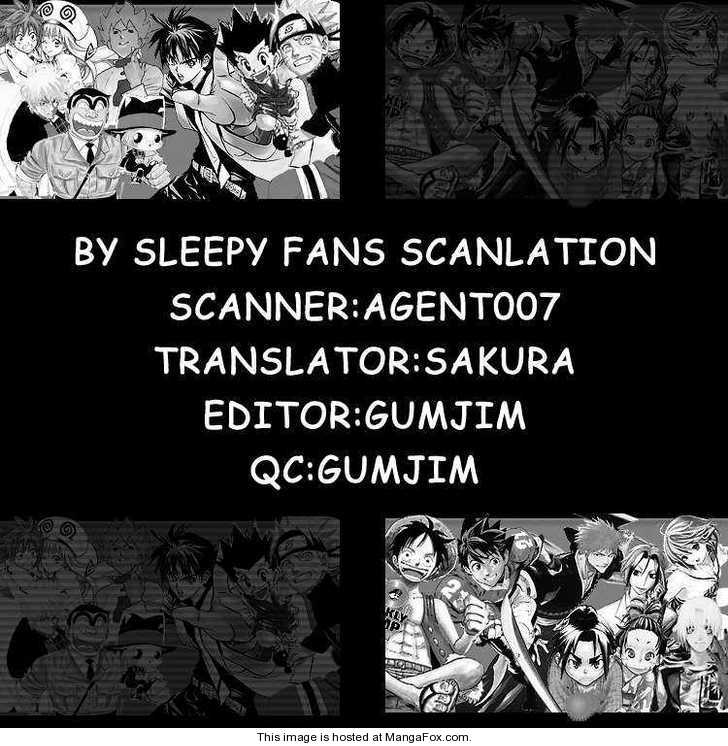 BY SLEEPY FANS SCANLATION
SCANNER:AGENT007
TRANSLATOR:SAKURA
EDITOR:GUMJIM
QC:GUMJIM
21
This image is hosted at MangaFox.com.